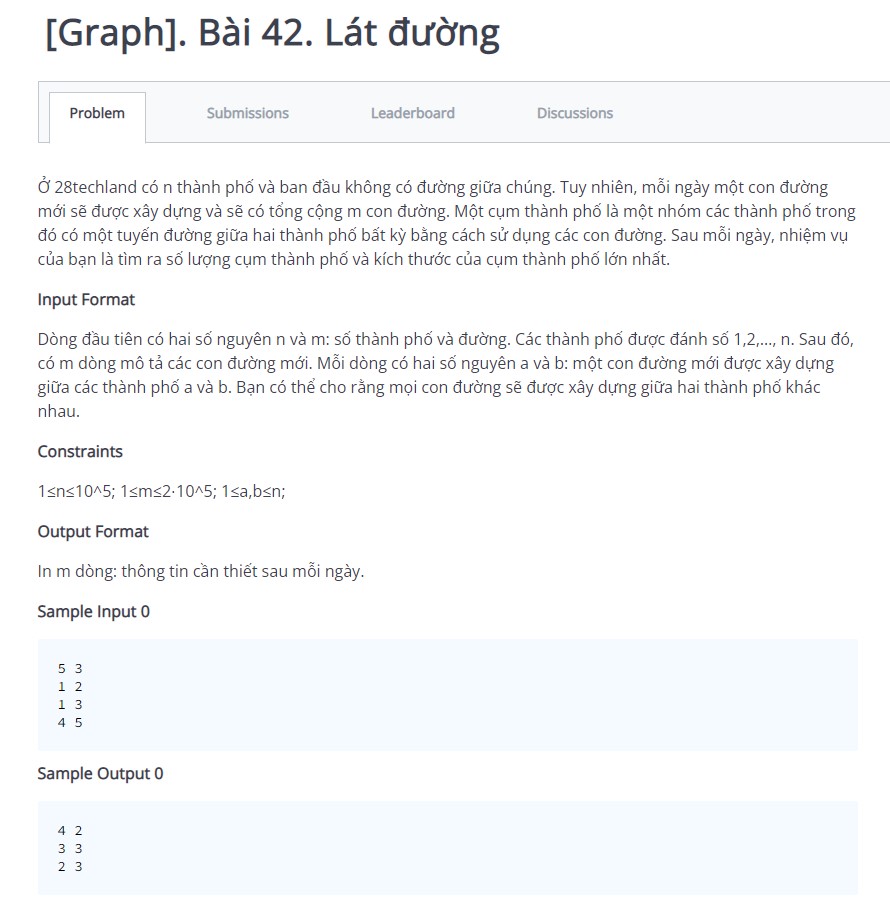 [Graph]. Bài 42. Lát đường
Problem Submissions Leaderboard Discussions
Ở 28techland có n thành phố và ban đầu không có đường giữa chúng. Tuy nhiên, mỗi ngày một con đường
mới sẽ được xây dựng và sẽ có tổng cộng m con đường. Một cụm thành phố là một nhóm các thành phố trong
đó có một tuyến đường giữa hai thành phố bất kỳ bằng cách sử dụng các con đường. Sau mỗi ngày, nhiệm vụ
của bạn là tìm ra số lượng cụm thành phố và kích thước của cụm thành phố lớn nhất.
Input Format
Dòng đầu tiên có hai số nguyên n và m: số thành phố và đường. Các thành phố được đánh số 1,2,..., n. Sau đó,
có m dòng mô tả các con đường mới. Mỗi dòng có hai số nguyên a và b: một con đường mới được xây dựng
giữa các thành phố a và b. Bạn có thể cho rằng mọi con đường sẽ được xây dựng giữa hai thành phố khác
nhau.
Constraints
1≤n≤10^5; 1≤m≤2⋅10^5; 1≤a,b≤n;
Output Format
In m dòng: thông tin cần thiết sau mỗi ngày.
Sample Input 0
5 3
1 2
1 3
4 5
Sample Output 0
4 2
3 3
2 3